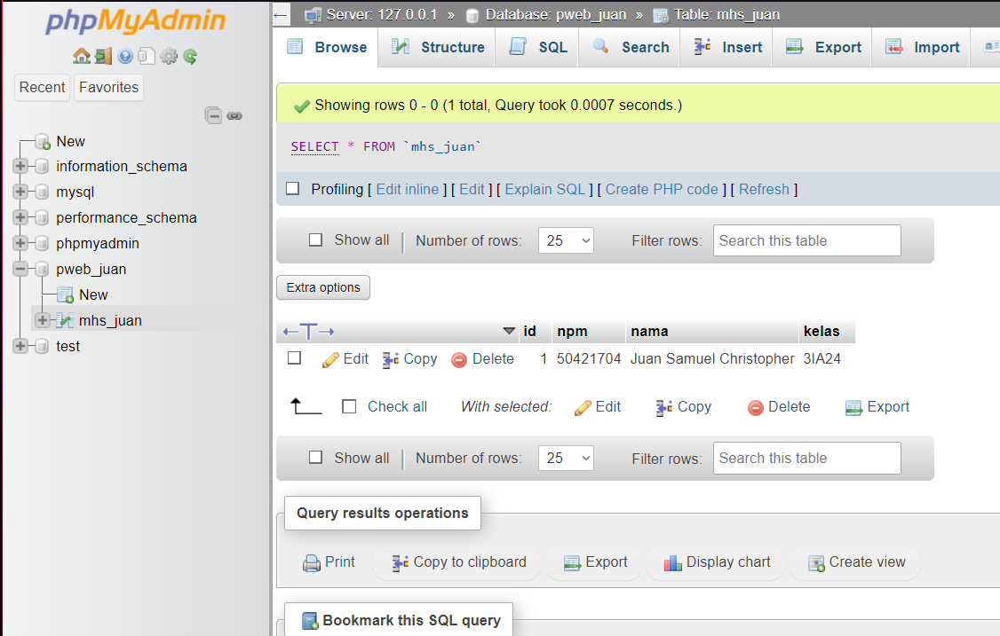 phpMyAdmin
Recent Favorites
New
information_schema
mysql
performance_schema
phpmyadmin
pweb_juan
New
mhs_juan
test
← Server: 127.0.0.1 » Database: pweb_juan » Table: mhs_juan
Browse Structure SQL Search Insert Export Import
Showing rows 0 - 0 (1 total, Query took 0.0007 seconds.)
SELECT * FROM `mhs_juan`
Profiling [ Edit inline ] [ Edit ] [ Explain SQL ] [ Create PHP code ] [ Refresh ]
Show all | Number of rows: 25 Filter rows: Search this table
Extra options
←T→ id npm nama kelas
Edit Copy Delete 1 50421704 Juan Samuel Christopher 3IA24
Check all With selected: Edit Copy Delete Export
Show all | Number of rows: 25 Filter rows: Search this table
Query results operations
Print Copy to clipboard Export Display chart Create view
Bookmark this SQL query